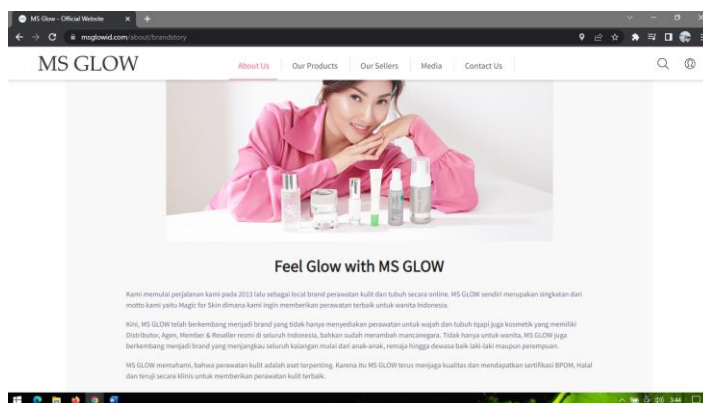 MS Glow - Official Website
msglowid.com/about/brandstory
MS GLOW
About Us
Our Products
Our Sellers
Media
Contact Us
Feel Glow with MS GLOW
Kami memulai perjalanan kami pada 2013 lalu sebagai local brand perawatan kulit dan tubuh secara online. MS GLOW sendiri merupakan singkatan dari
motto kami yaitu Magic for Skin dimana kami ingin memberikan perawatan terbaik untuk wanita Indonesia.
Kini, MS GLOW telah berkembang menjadi brand yang tidak hanya menyediakan perawatan untuk wajah dan tubuh tapi juga kosmetik yang memiliki
Distributor, Agen, Member & Reseller resmi di seluruh Indonesia, bahkan sudah merambah mancanegara. Tidak hanya untuk wanita, MS GLOW juga
berkembang menjadi brand yang menjangkau seluruh kalangan mulai dari anak-anak, remaja hingga dewasa baik laki-laki maupun perempuan.
MS GLOW memahami, bahwa perawatan kulit adalah aset terpenting. Karena itu MS GLOW terus menjaga kualitas dan mendapatkan sertifikasi BPOM, Halal
dan teruji secara klinis untuk memberikan perawatan kulit terbaik.
3:44